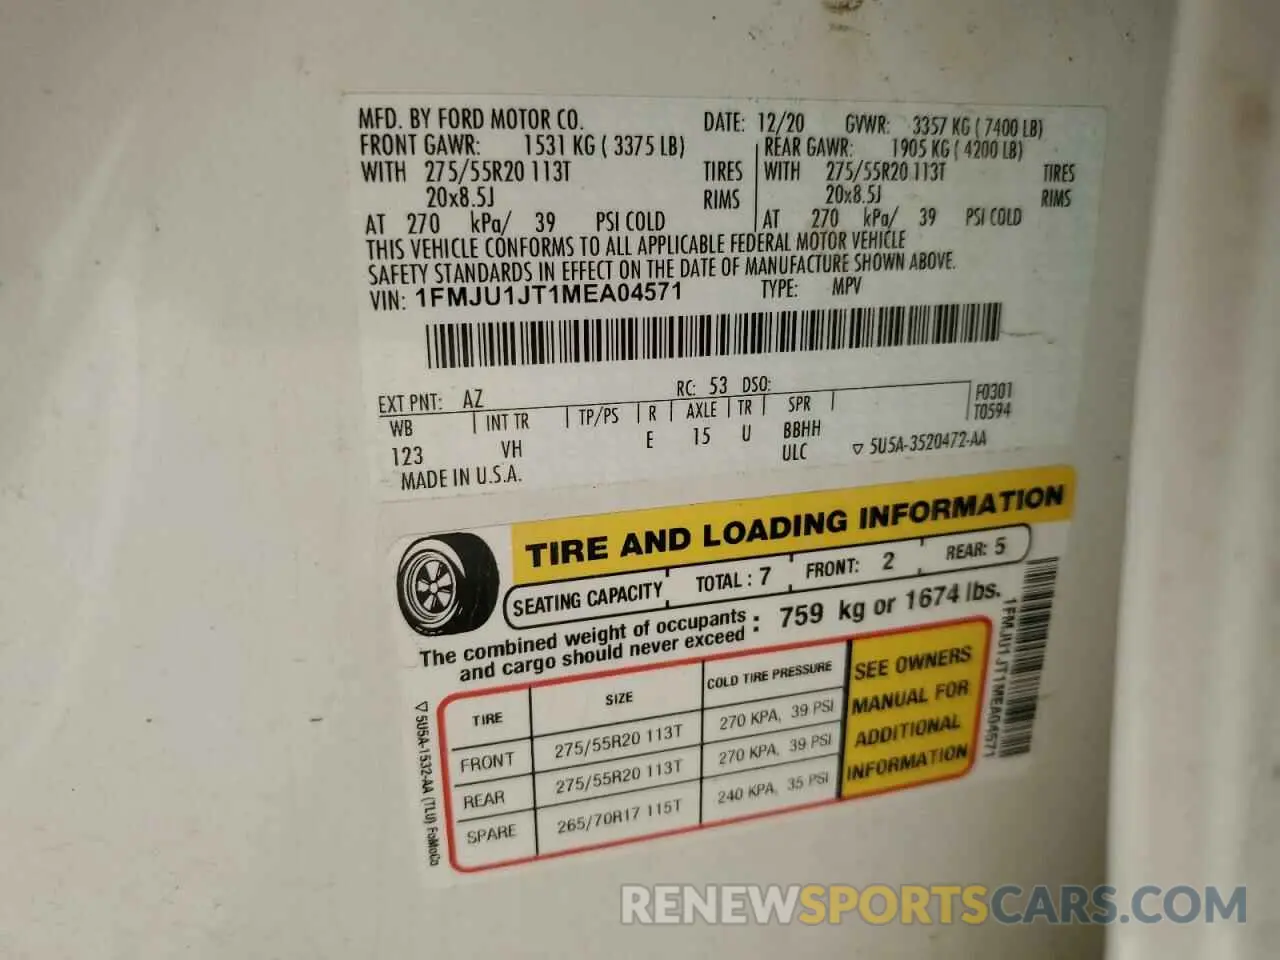 MFD. BY FORD MOTOR CO. DATE: 12/20 GVWR: 3357 KG ( 7400 LB)
FRONT GAWR: 1531 KG ( 3375 LB) REAR GAWR: 1905 KG ( 4200 LB)
WITH 275/55R20 113T TIRES WITH 275/55R20 113T TIRES
20x8.5J RIMS 20x8.5J RIMS
AT 270 kPa/ 39 PSI COLD AT 270 kPa/ 39 PSI COLD
THIS VEHICLE CONFORMS TO ALL APPLICABLE FEDERAL MOTOR VEHICLE
SAFETY STANDARDS IN EFFECT ON THE DATE OF MANUFACTURE SHOWN ABOVE.
VIN: 1FMJU1JT1MEA04571 TYPE: MPV
EXT PNT: AZ RC: 53 DSO: F0301
WB INT TR TP/PS R AXLE TR SPR T0594
123 VH E 15 U BBHH
ULC ▽ 5U5A-3520472-AA
MADE IN U.S.A.
TIRE AND LOADING INFORMATION
SEATING CAPACITY TOTAL : 7 FRONT: 2 REAR: 5
The combined weight of occupants
and cargo should never exceed : 759 kg or 1674 lbs.
TIRE SIZE COLD TIRE PRESSURE
FRONT 275/55R20 113T 270 KPA, 39 PSI
REAR 275/55R20 113T 270 KPA, 39 PSI
SPARE 265/70R17 115T 240 KPA, 35 PSI
SEE OWNERS
MANUAL FOR
ADDITIONAL
INFORMATION
1FMJU1JT1MEA04571
▽ 5U5A-1532-AA (TLU) FoMoCo
RENEWSPORTSCARS.COM